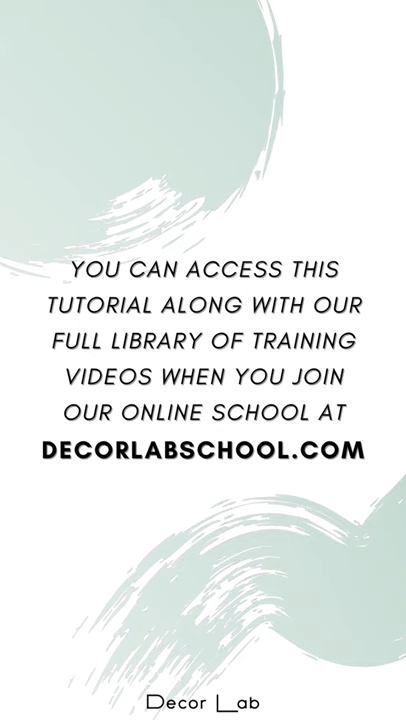 YOU CAN ACCESS THIS
TUTORIAL ALONG WITH OUR
FULL LIBRARY OF TRAINING
VIDEOS WHEN YOU JOIN
OUR ONLINE SCHOOL AT
DECORLABSCHOOL.COM
Decor Lab